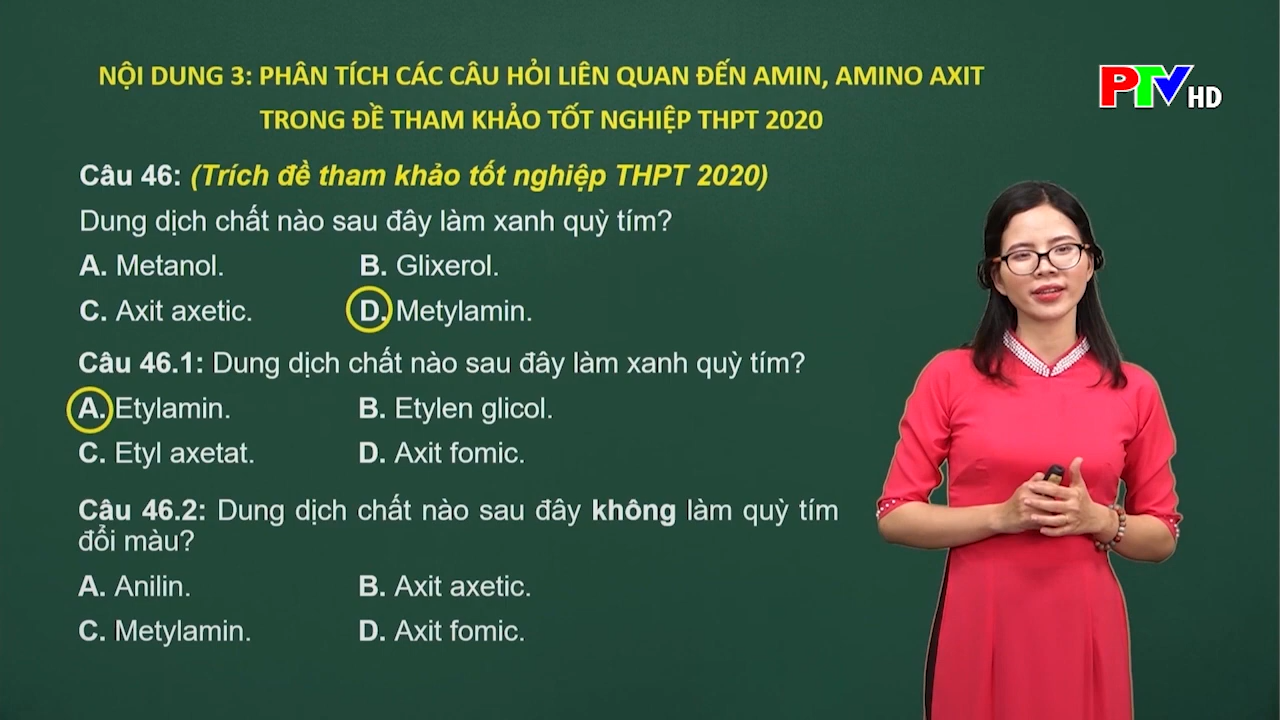 NỘI DUNG 3: PHÂN TÍCH CÁC CÂU HỎI LIÊN QUAN ĐẾN AMIN, AMINO AXIT
TRONG ĐỀ THAM KHẢO TỐT NGHIỆP THPT 2020
PTV HD
Câu 46: (Trích đề tham khảo tốt nghiệp THPT 2020)
Dung dịch chất nào sau đây làm xanh quỳ tím?
A. Metanol. B. Glixerol.
C. Axit axetic. D. Metylamin.
Câu 46.1: Dung dịch chất nào sau đây làm xanh quỳ tím?
A. Etylamin. B. Etylen glicol.
C. Etyl axetat. D. Axit fomic.
Câu 46.2: Dung dịch chất nào sau đây không làm quỳ tím
đổi màu?
A. Anilin. B. Axit axetic.
C. Metylamin. D. Axit fomic.